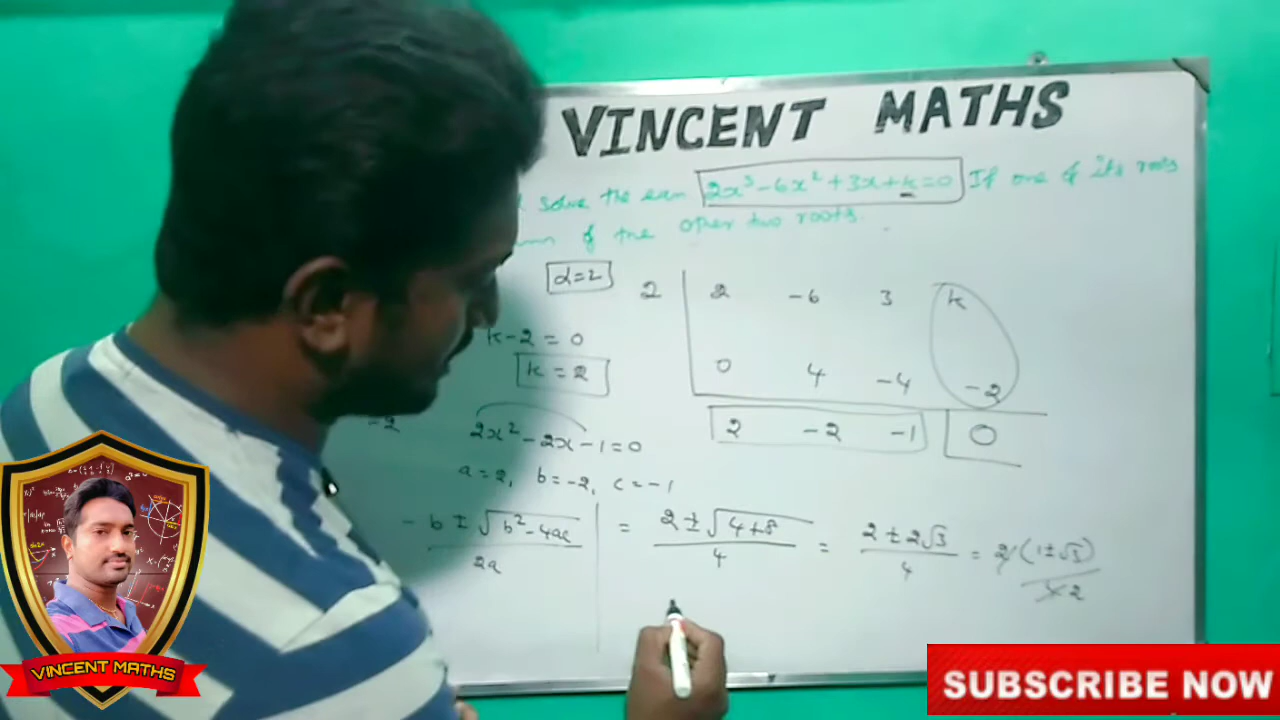 VINCENT MATHS
solve the eqn 2x³ - 6x² + 3x + k = 0 If one of its roots
of the other two roots.
α = 2
2 2 -6 3 k
k - 2 = 0
k = 2
0 4 -4 -2
-2
2 -2 -1 0
2x² - 2x - 1 = 0
a = 2, b = -2, c = -1
-b ± √b² - 4ac / 2a
= 2 ± √4+8 / 4 = 2 ± 2√3 / 4 = 2(1±√3) / 4 2
VINCENT MATHS
SUBSCRIBE NOW